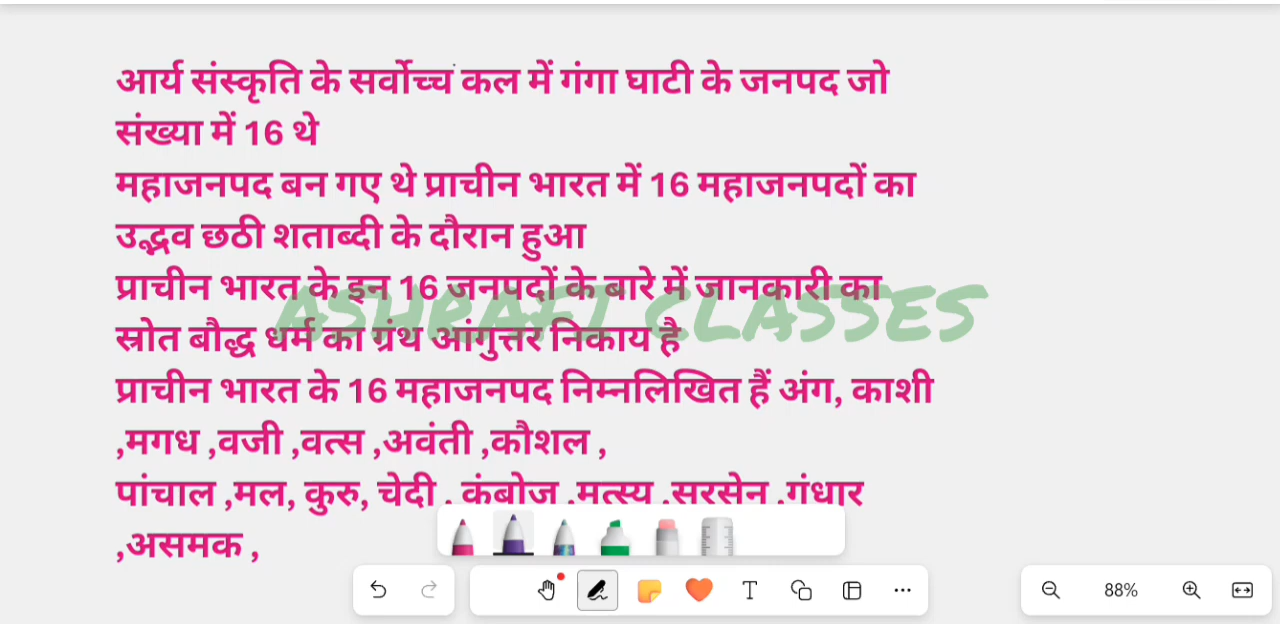 आर्य संस्कृति के सर्वोच्च कल में गंगा घाटी के जनपद जो
संख्या में 16 थे
महाजनपद बन गए थे प्राचीन भारत में 16 महाजनपदों का
उद्भव छठी शताब्दी के दौरान हुआ
प्राचीन भारत के इन 16 जनपदों के बारे में जानकारी का
ASHRAFI CLASSES
स्रोत बौद्ध धर्म का ग्रंथ आंगुत्तर निकाय है
प्राचीन भारत के 16 महाजनपद निम्नलिखित हैं अंग, काशी
,मगध ,वजी ,वत्स ,अवंती ,कौशल ,
पांचाल ,मल, कुरु, चेदी , कंबोज ,मत्स्य ,सुरसेन ,गंधार
,असमक ,
T
88%